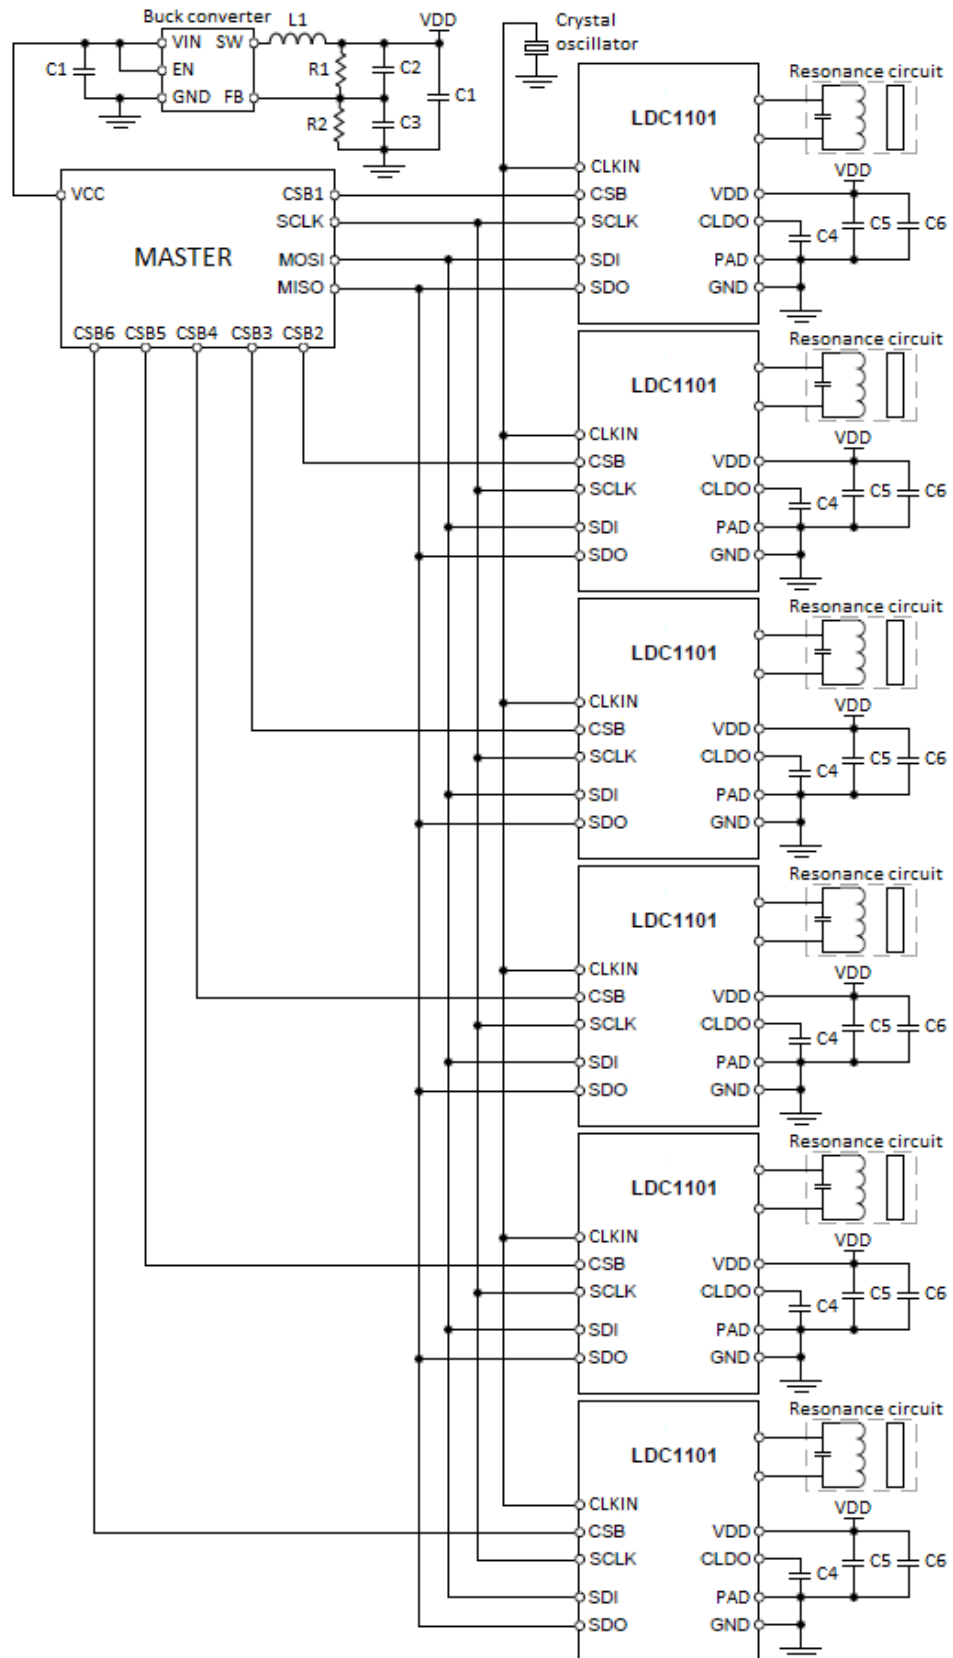 Buck converter
L1
VDD
VIN SW
EN
GND FB
C1
R1
C2
R2
C3
C1
Crystal
oscillator
VCC
CSB1
SCLK
MOSI
MISO
MASTER
CSB6 CSB5 CSB4 CSB3 CSB2
Resonance circuit
LDC1101
VDD
CLKIN
CSB VDD
SCLK CLDO
C4 C5 C6
SDI PAD
SDO GND
Resonance circuit
LDC1101
VDD
CLKIN
CSB VDD
SCLK CLDO
C4 C5 C6
SDI PAD
SDO GND
Resonance circuit
LDC1101
VDD
CLKIN
CSB VDD
SCLK CLDO
C4 C5 C6
SDI PAD
SDO GND
Resonance circuit
LDC1101
VDD
CLKIN
CSB VDD
SCLK CLDO
C4 C5 C6
SDI PAD
SDO GND
Resonance circuit
LDC1101
VDD
CLKIN
CSB VDD
SCLK CLDO
C4 C5 C6
SDI PAD
SDO GND
Resonance circuit
LDC1101
VDD
CLKIN
CSB VDD
SCLK CLDO
C4 C5 C6
SDI PAD
SDO GND